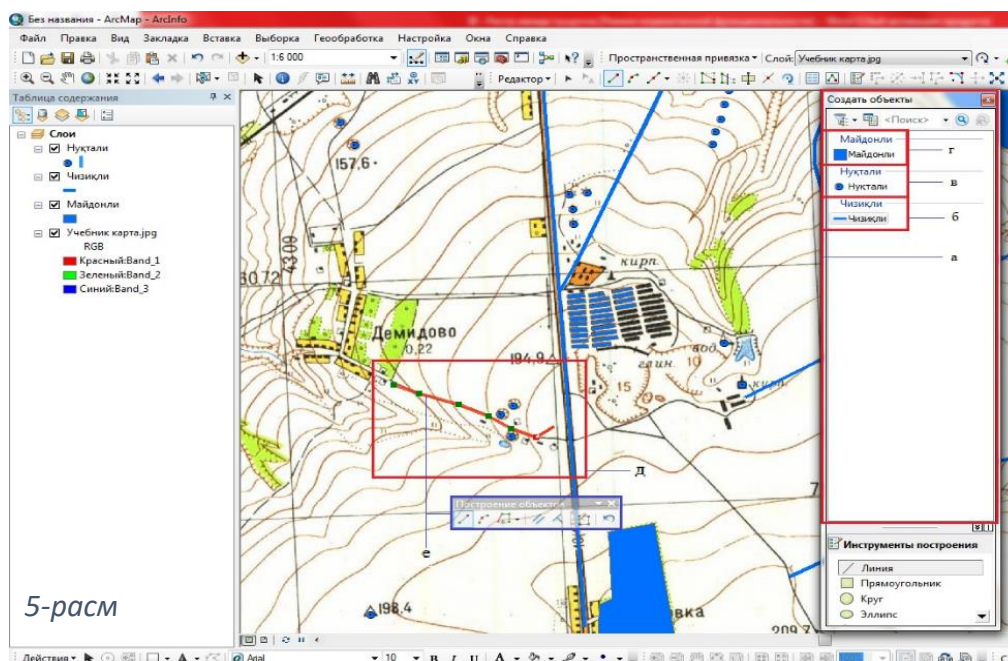 Без названия - ArcMap - ArcInfo
Файл Правка Вид Закладка Вставка Выборка Геообработка Настройка Окна Справка
1:6 000
Пространственная привязка Слой: Учебник карта.jpg
Редактор
Таблица содержания
Слои
Нуқтали
Чизиқли
Майдонли
Учебник карта.jpg
RGB
Красный:Band_1
Зеленый:Band_2
Синий:Band_3
157,6
4309
60 72
Демидово
0,22
194,9
кирп.
вод.
глин. 10
15
кирп.
д
Построение объектов
е
198,4
вка
209,7
7
5-расм
Создать объекты
<Поиск>
Майдонли
Майдонли
г
Нуқтали
Нуқтали
в
Чизиқли
Чизиқли
б
а
Инструменты построения
Линия
Прямоугольник
Круг
Эллипс
Действия
Arial
10